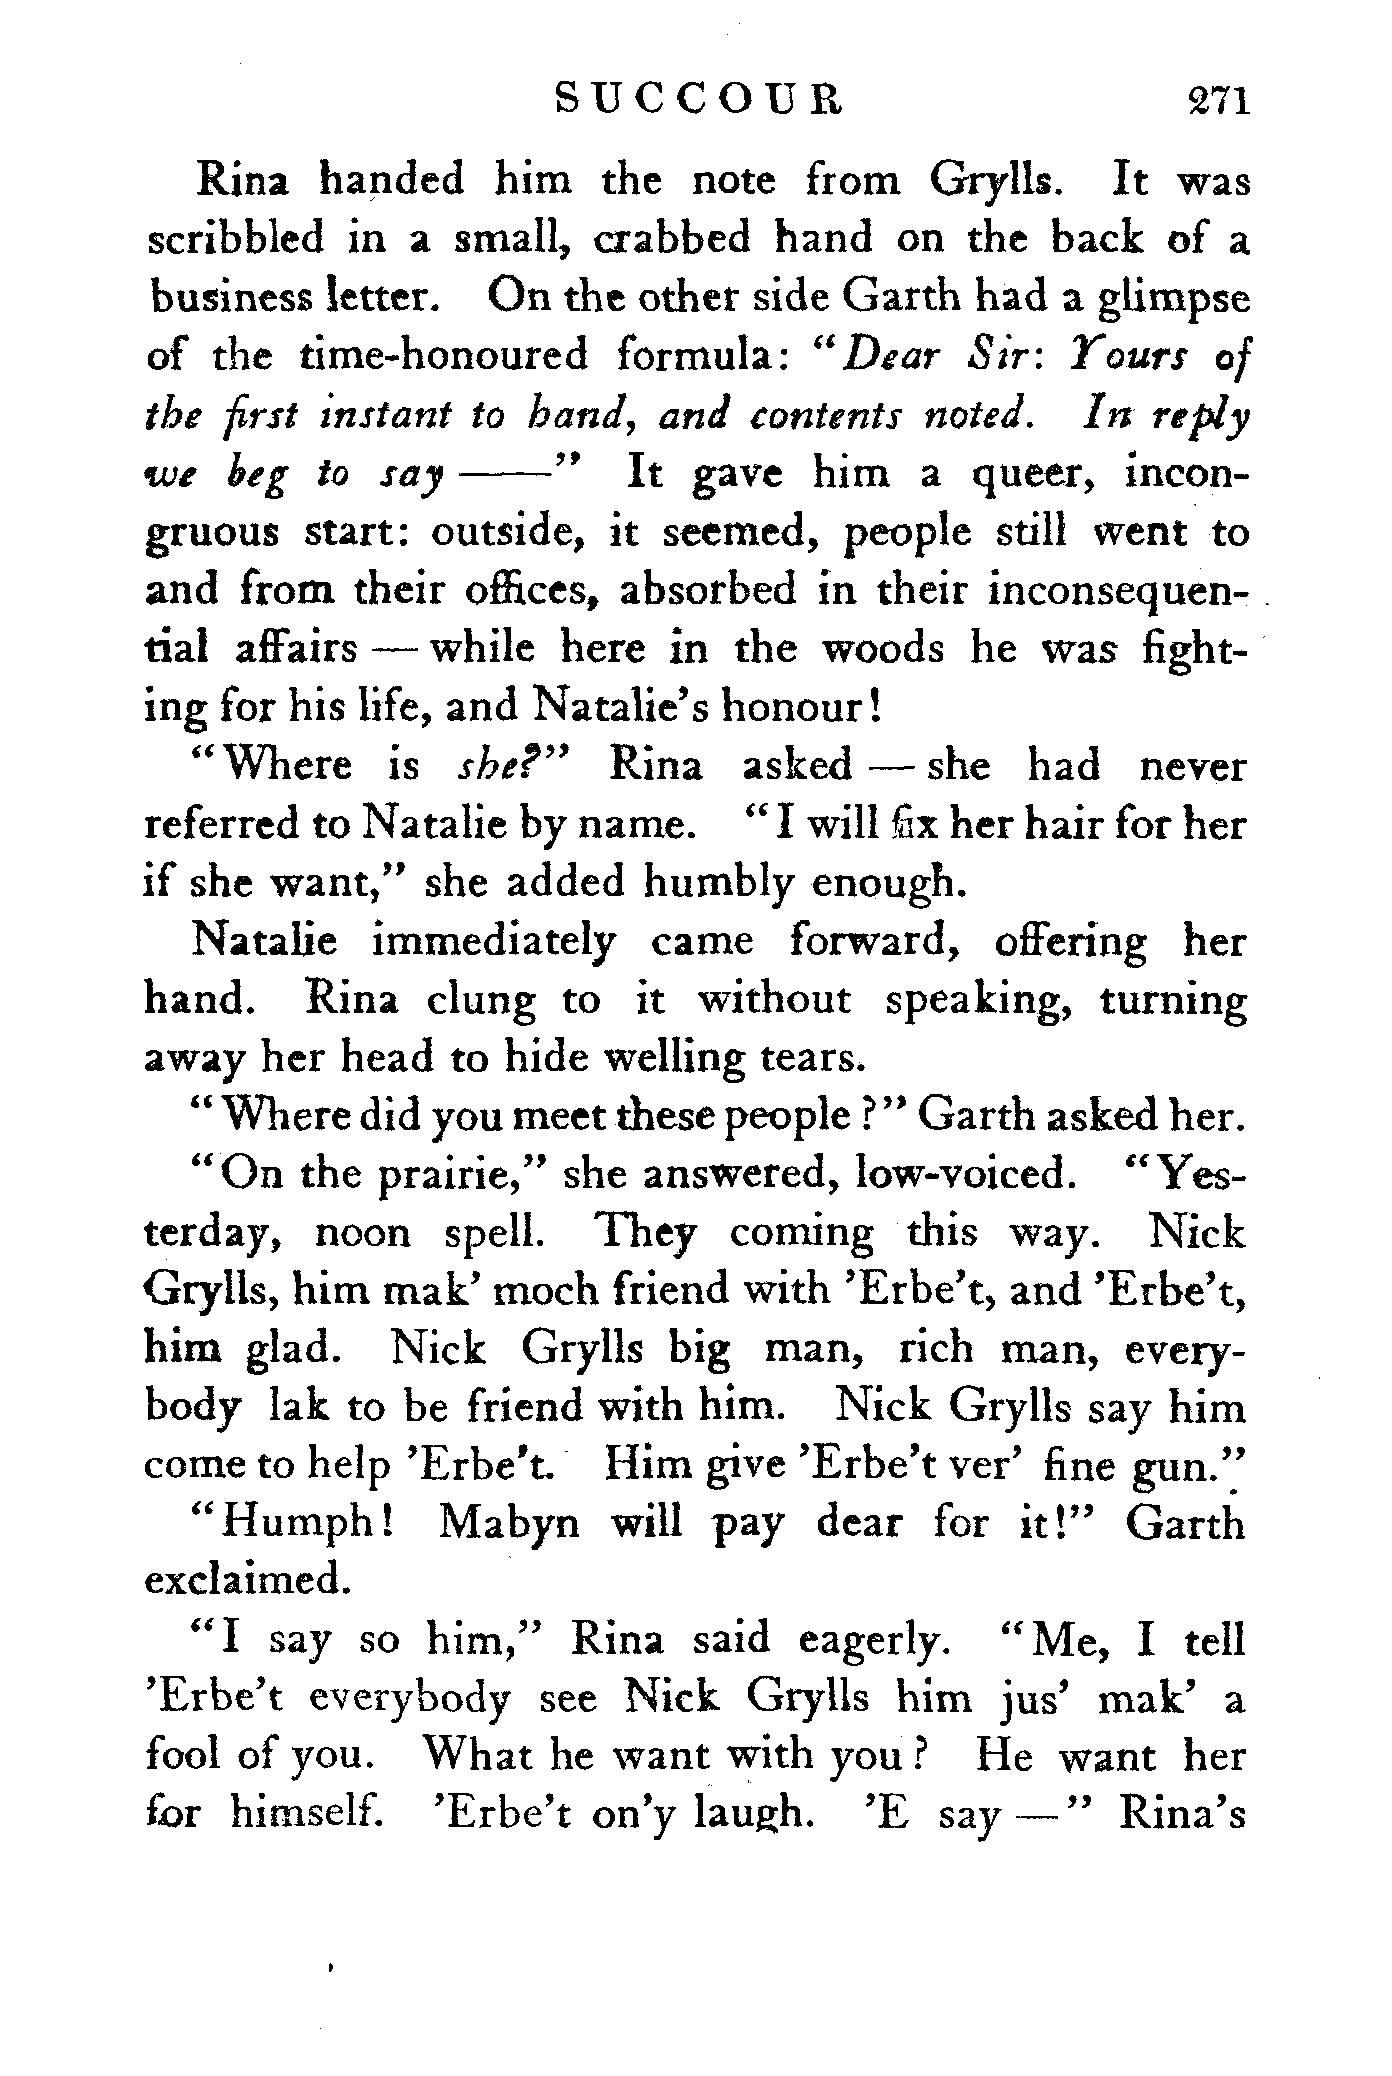 SUCCOUR 271
Rina handed him the note from Grylls. It was
scribbled in a small, crabbed hand on the back of a
business letter. On the other side Garth had a glimpse
of the time-honoured formula: “Dear Sir: Yours of
the first instant to hand, and contents noted. In reply
we beg to say ——” It gave him a queer, incon-
gruous start: outside, it seemed, people still went to
and from their offices, absorbed in their inconsequen-
tial affairs — while here in the woods he was fight-
ing for his life, and Natalie’s honour!
“Where is she?” Rina asked — she had never
referred to Natalie by name. “I will fix her hair for her
if she want,” she added humbly enough.
Natalie immediately came forward, offering her
hand. Rina clung to it without speaking, turning
away her head to hide welling tears.
“Where did you meet these people?” Garth asked her.
“On the prairie,” she answered, low-voiced. “Yes-
terday, noon spell. They coming this way. Nick
Grylls, him mak’ moch friend with ’Erbe’t, and ’Erbe’t,
him glad. Nick Grylls big man, rich man, every-
body lak to be friend with him. Nick Grylls say him
come to help ’Erbe’t. Him give ’Erbe’t ver’ fine gun.”
“Humph! Mabyn will pay dear for it!” Garth
exclaimed.
“I say so him,” Rina said eagerly. “Me, I tell
’Erbe’t everybody see Nick Grylls him jus’ mak’ a
fool of you. What he want with you? He want her
for himself. ’Erbe’t on’y laugh. ’E say —” Rina’s